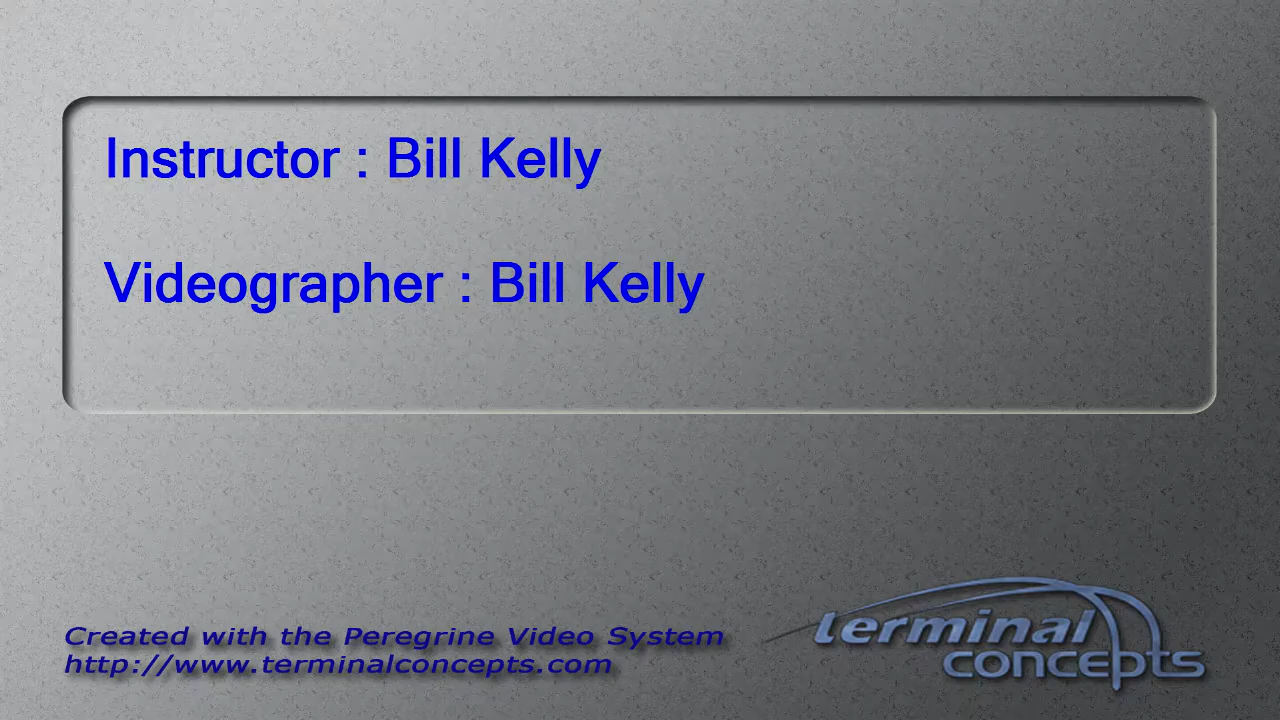 Instructor : Bill Kelly
Videographer : Bill Kelly
Created with the Peregrine Video System
http://www.terminalconcepts.com
terminal
concepts